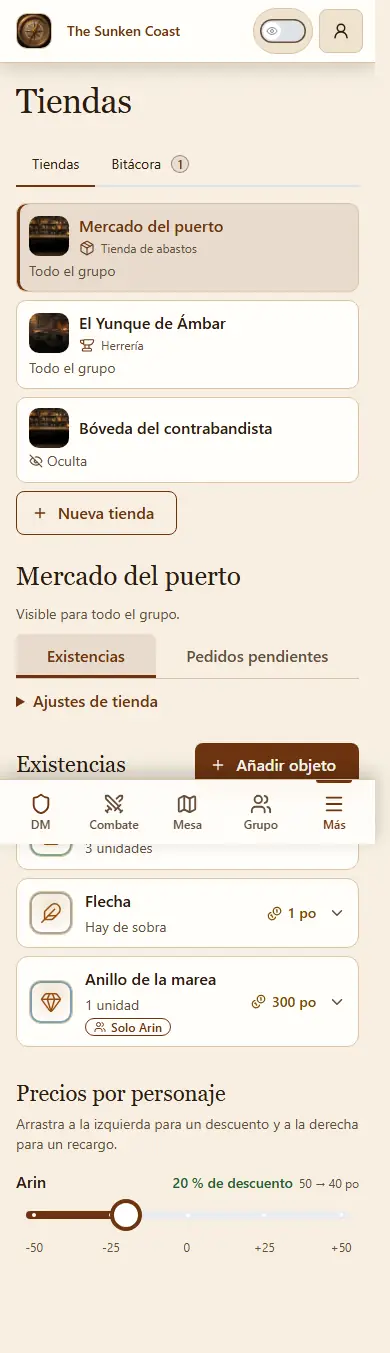 The Sunken Coast
Tiendas
Tiendas
Bitácora 1
Mercado del puerto
Tienda de abastos
Todo el grupo
El Yunque de Ámbar
Herrería
Todo el grupo
Bóveda del contrabandista
Oculta
+ Nueva tienda
Mercado del puerto
Visible para todo el grupo.
Existencias
Pedidos pendientes
Ajustes de tienda
Existencias
+ Añadir objeto
DM
Combate
Mesa
Grupo
Más
3 unidades
Flecha
Hay de sobra
1 po
Anillo de la marea
1 unidad
300 po
Solo Arin
Precios por personaje
Arrastra a la izquierda para un descuento y a la derecha
para un recargo.
Arin
20 % de descuento 50 → 40 po
-50 -25 0 +25 +50